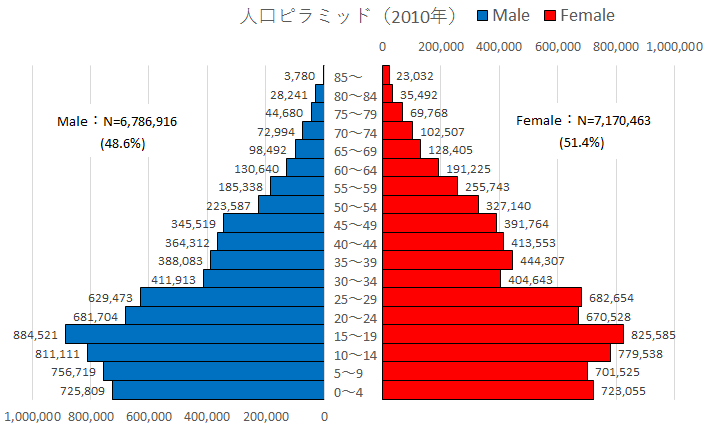 人口ピラミッド（2010年） Male Female
0 200,000 400,000 600,000 800,000 1,000,000
3,780 85～ 23,032
28,241 80～84 35,492
44,680 75～79 69,768
72,994 70～74 102,507
98,492 65～69 128,405
130,640 60～64 191,225
185,338 55～59 255,743
223,587 50～54 327,140
345,519 45～49 391,764
364,312 40～44 413,553
388,083 35～39 444,307
411,913 30～34 404,643
629,473 25～29 682,654
681,704 20～24 670,528
884,521 15～19 825,585
811,111 10～14 779,538
756,719 5～9 701,525
725,809 0～4 723,055
Male：N=6,786,916
(48.6%)
Female：N=7,170,463
(51.4%)
1,000,000 800,000 600,000 400,000 200,000 0